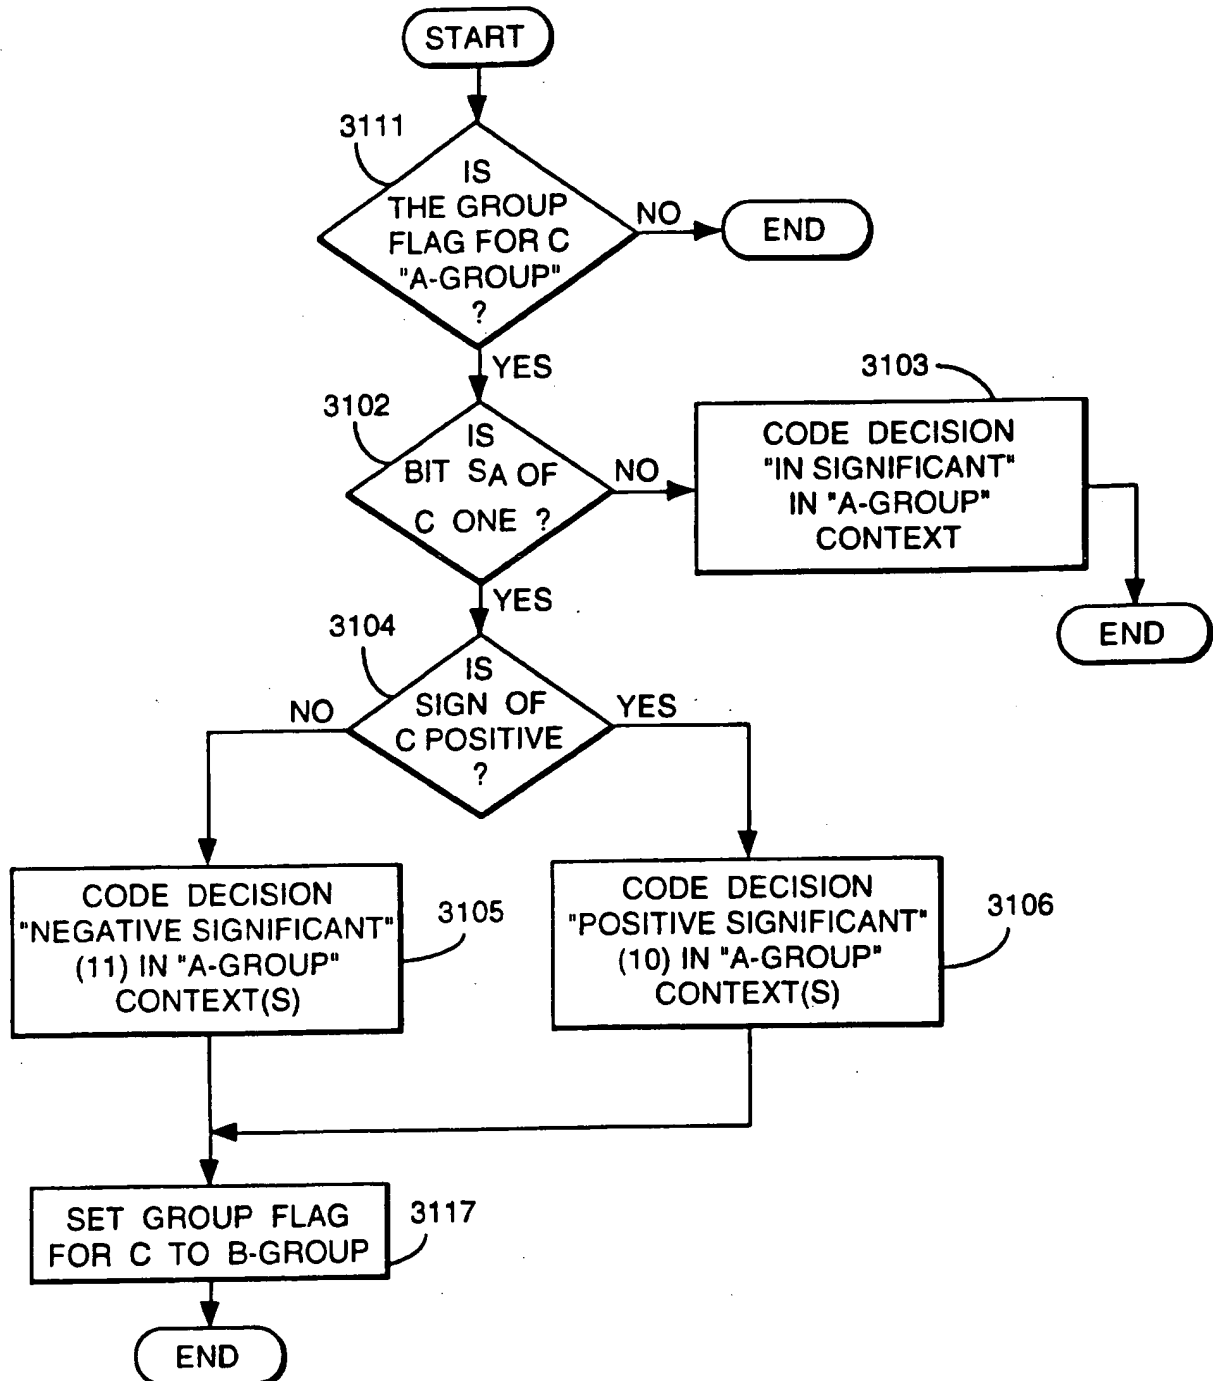 START
3111
IS
THE GROUP
FLAG FOR C
"A-GROUP"
?
NO
END
YES
3102
IS
BIT SA OF
C ONE ?
NO
3103
CODE DECISION
"IN SIGNIFICANT"
IN "A-GROUP"
CONTEXT
END
YES
3104
IS
SIGN OF
C POSITIVE
?
NO
YES
CODE DECISION
"NEGATIVE SIGNIFICANT"
(11) IN "A-GROUP"
CONTEXT(S)
3105
CODE DECISION
"POSITIVE SIGNIFICANT"
(10) IN "A-GROUP"
CONTEXT(S)
3106
SET GROUP FLAG
FOR C TO B-GROUP
3117
END